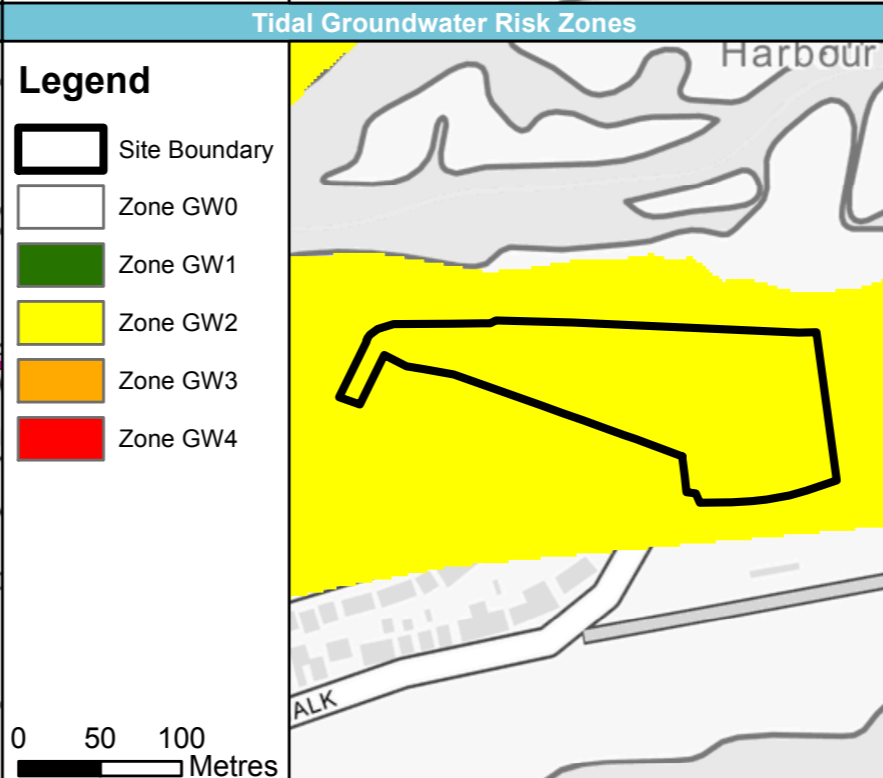 Tidal Groundwater Risk Zones
Legend
Site Boundary
Zone GW0
Zone GW1
Zone GW2
Zone GW3
Zone GW4
0 50 100
Metres
Harbour
ALK